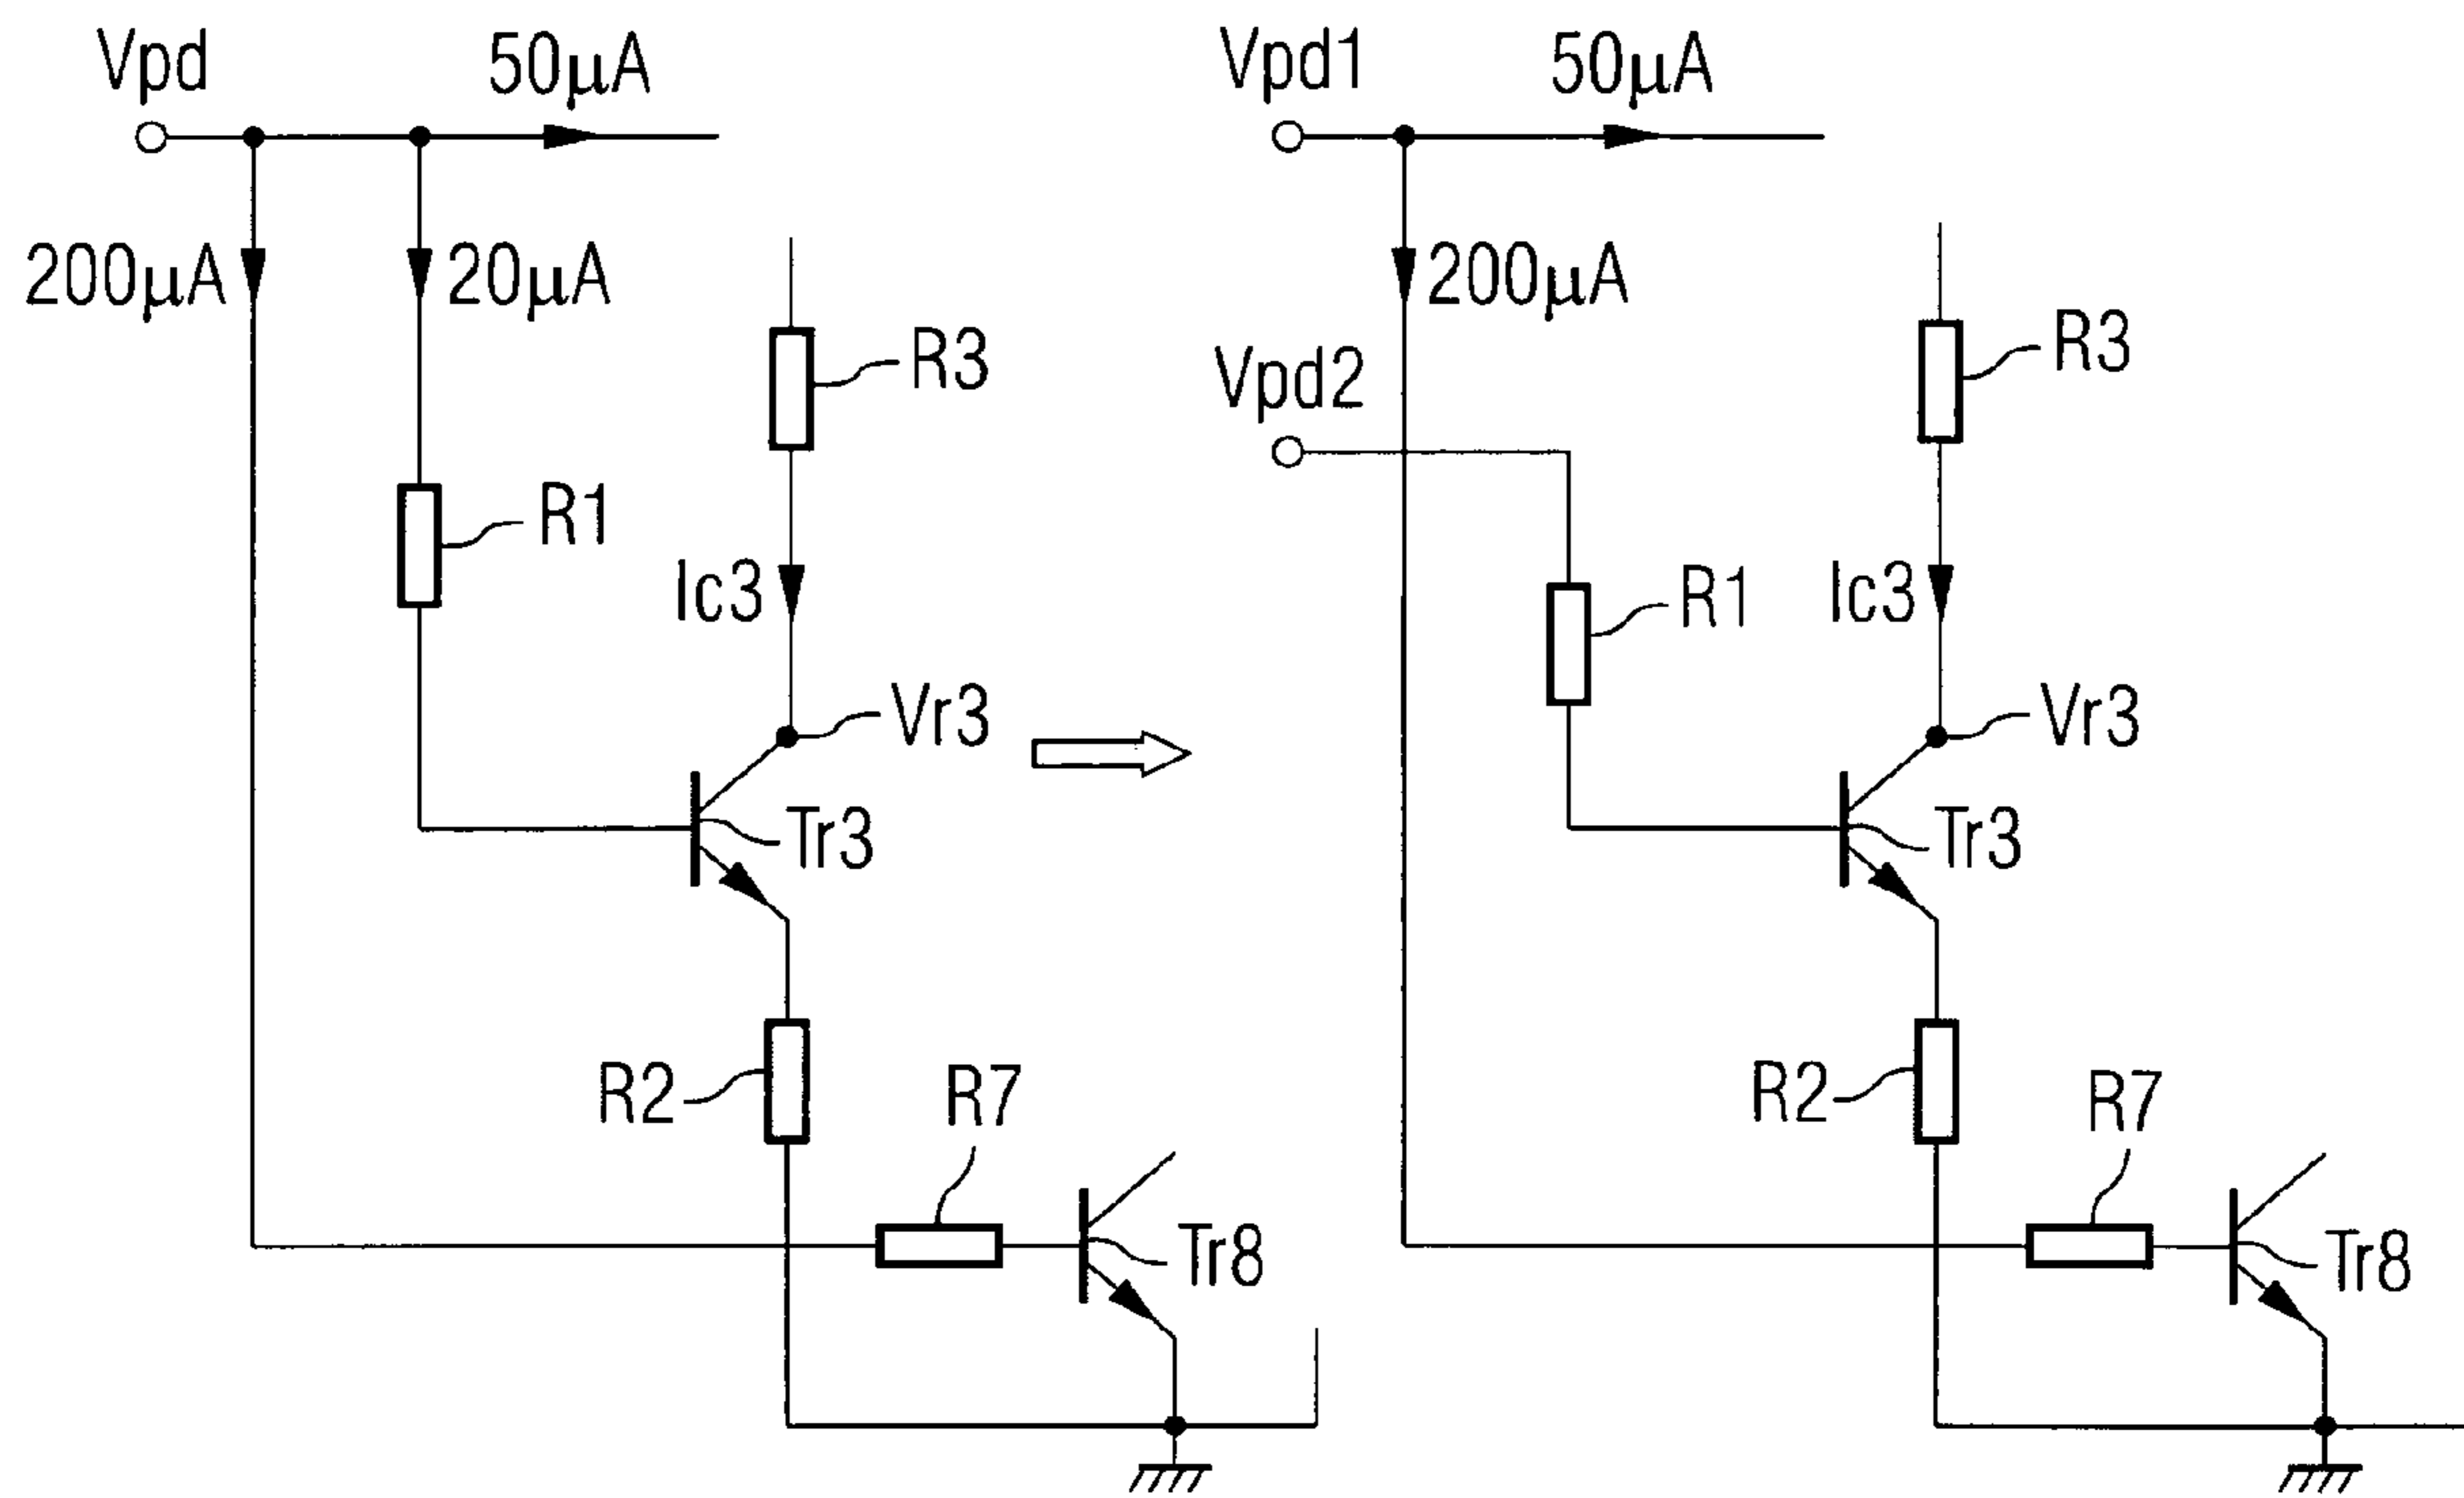 Vpd
50μA
200μA
20μA
R3
R1
Ic3
Vr3
Tr3
R2
R7
Tr8
Vpd1
50μA
200μA
Vpd2
R3
R1
Ic3
Vr3
Tr3
R2
R7
Tr8